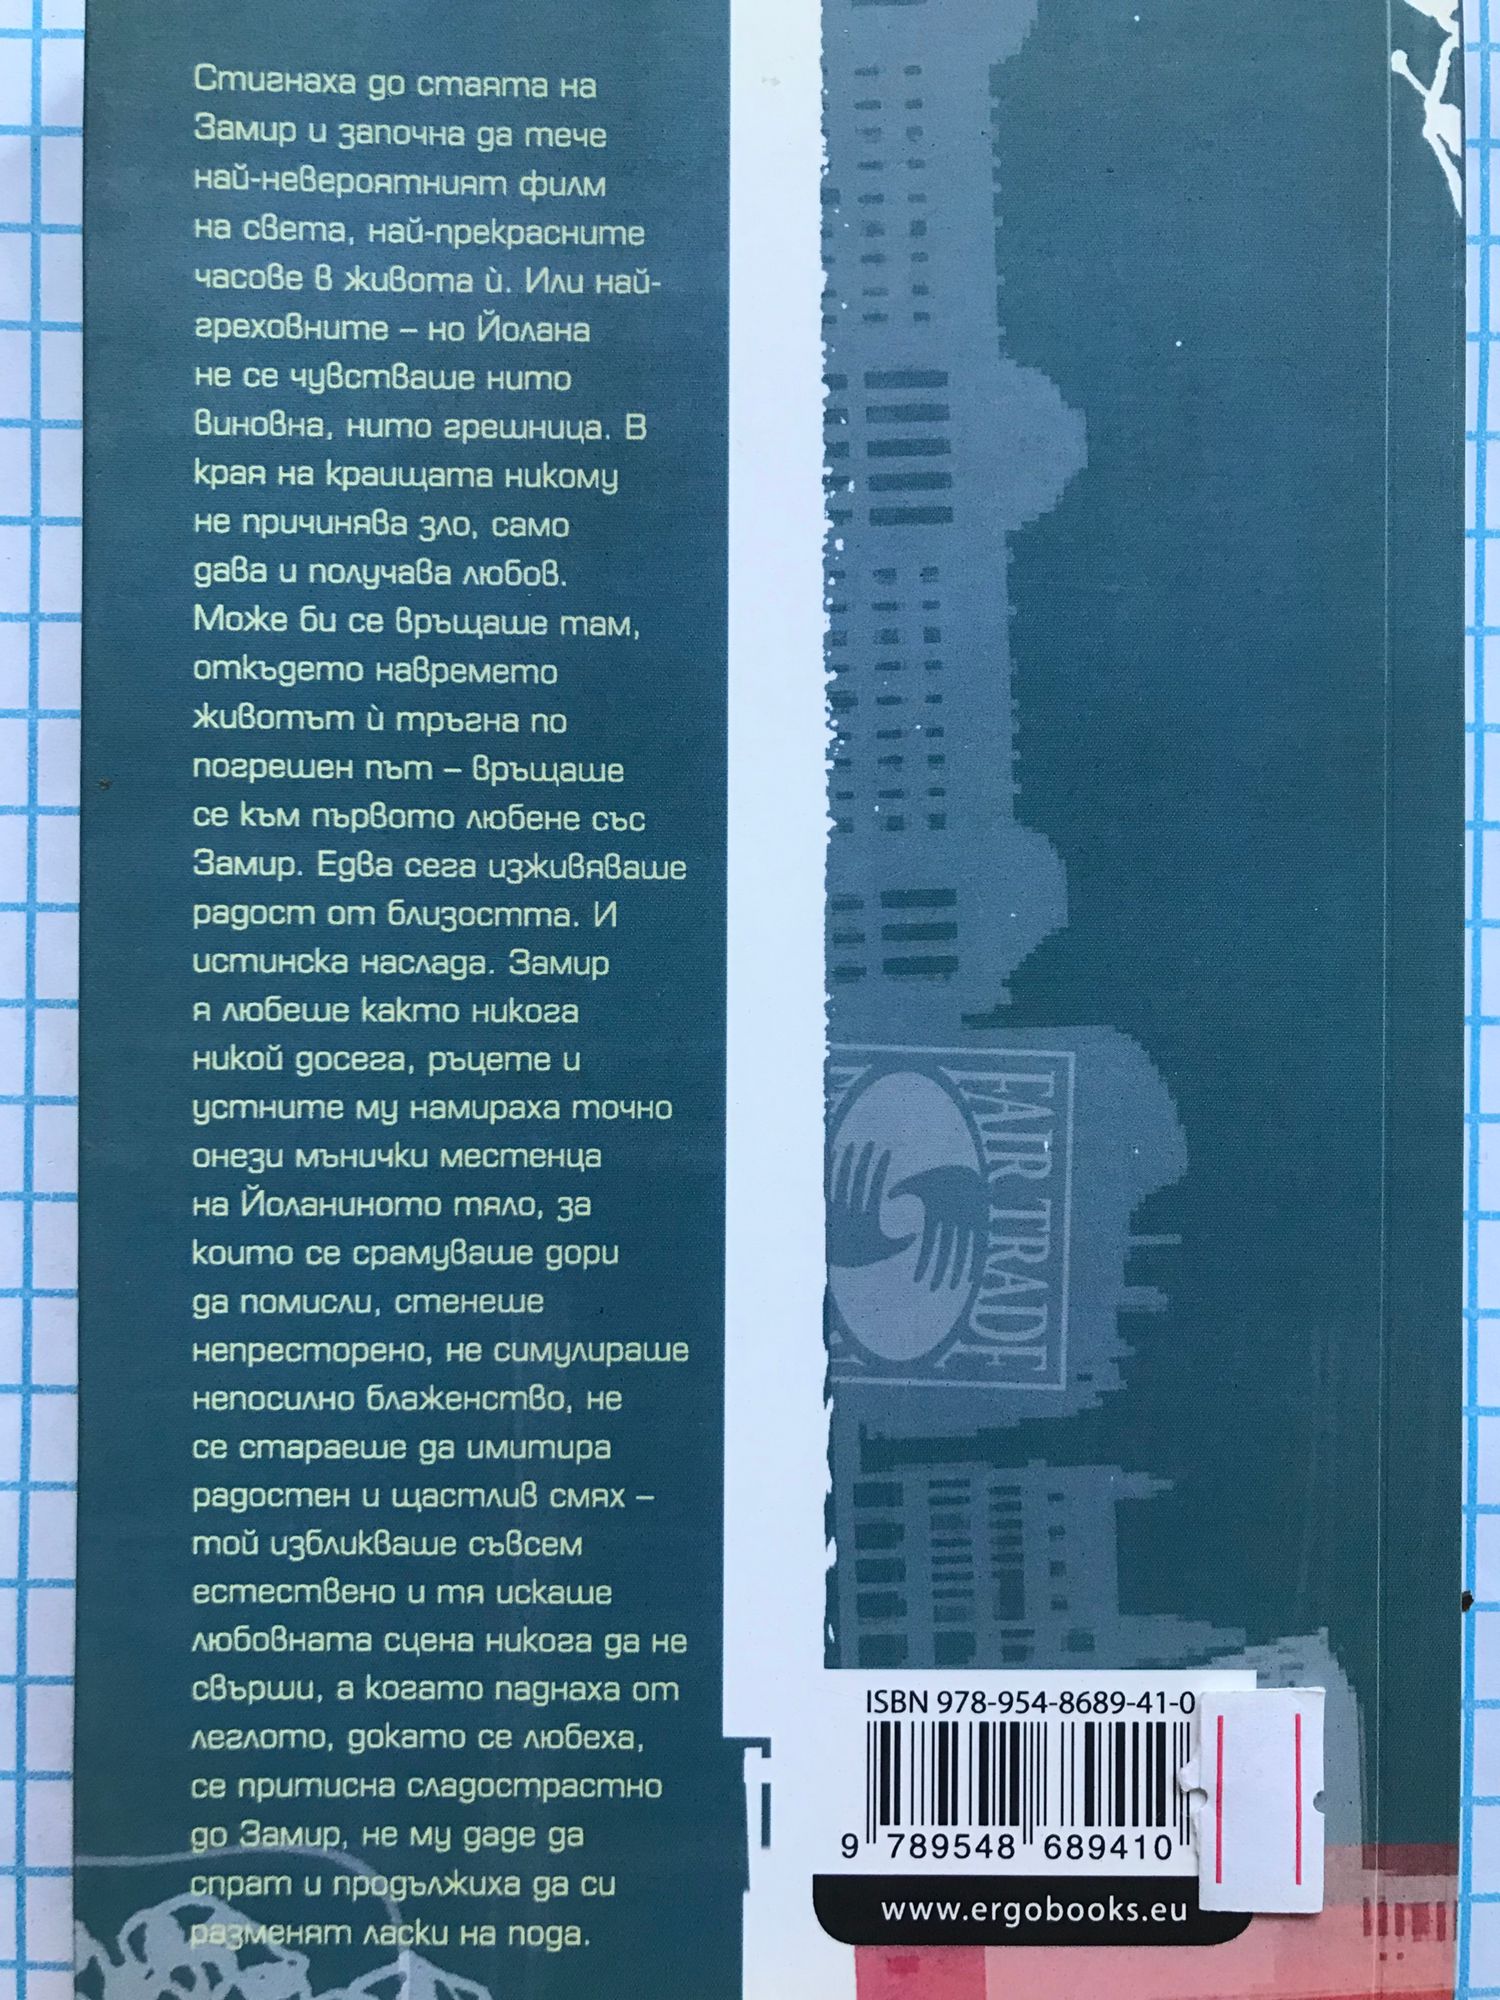 Стигнаха до стаята на
Замир и започна да тече
най-невероятният филм
на света, най-прекрасните
часове в живота ѝ. Или най-
греховните – но Йолана
не се чувстваше нито
виновна, нито грешница. В
края на краищата никому
не причинява зло, само
дава и получава любов.
Може би се връщаше там,
откъдето навремето
животът ѝ тръгна по
погрешен път – връщаше
се към първото любене със
Замир. Едва сега изживяваше
радост от близостта. И
истинска наслада. Замир
я любеше както никога
никой досега, ръцете и
устните му намираха точно
онези мънички местенца
на Йоланиното тяло, за
които се срамуваше дори
да помисли, стенеше
непресторено, не симулираше
непосилно блаженство, не
се стараеше да имитира
радостен и щастлив смях –
той избликваше съвсем
естествено и тя искаше
любовната сцена никога да не
свърши, а когато паднаха от
леглото, докато се любеха,
се притисна сладострастно
до Замир, не му даде да
спрат и продължиха да си
разменят ласки на пода.
FAIR TRADE
ISBN 978-954-8689-41-0
9 789548 689410
www.ergobooks.eu